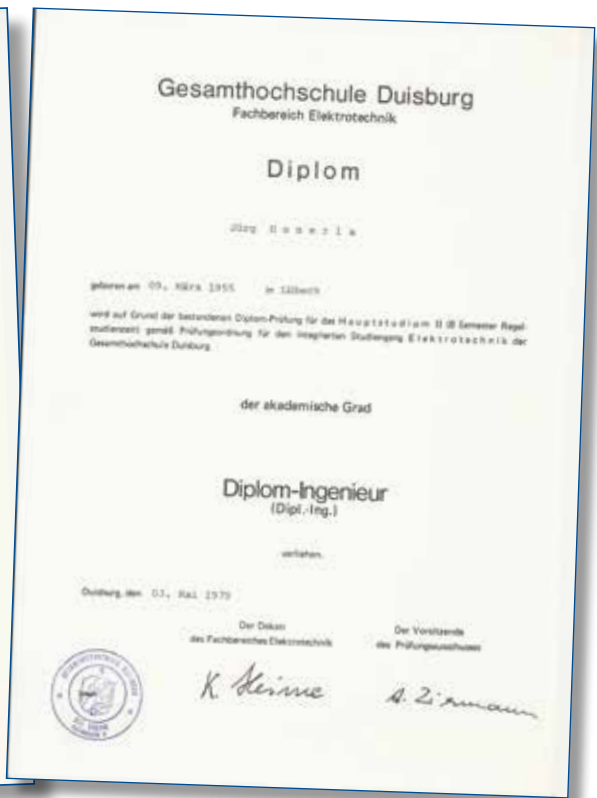 Gesamthochschule Duisburg
Fachbereich Elektrotechnik
Diplom
Jörg
geboren am 09. März 1955 in Lübeck
wird auf Grund der bestandenen Diplom-Prüfung für das Hauptstudium II (8 Semester Regel-
studienzeit) gemäß Prüfungsordnung für den integrierten Studiengang Elektrotechnik der
Gesamthochschule Duisburg
der akademische Grad
Diplom-Ingenieur
(Dipl.-Ing.)
verliehen.
Duisburg, den 03. Mai 1979
Der Dekan
des Fachbereiches Elektrotechnik
Der Vorsitzende
des Prüfungsausschusses
K. Heime
A. Zirmann